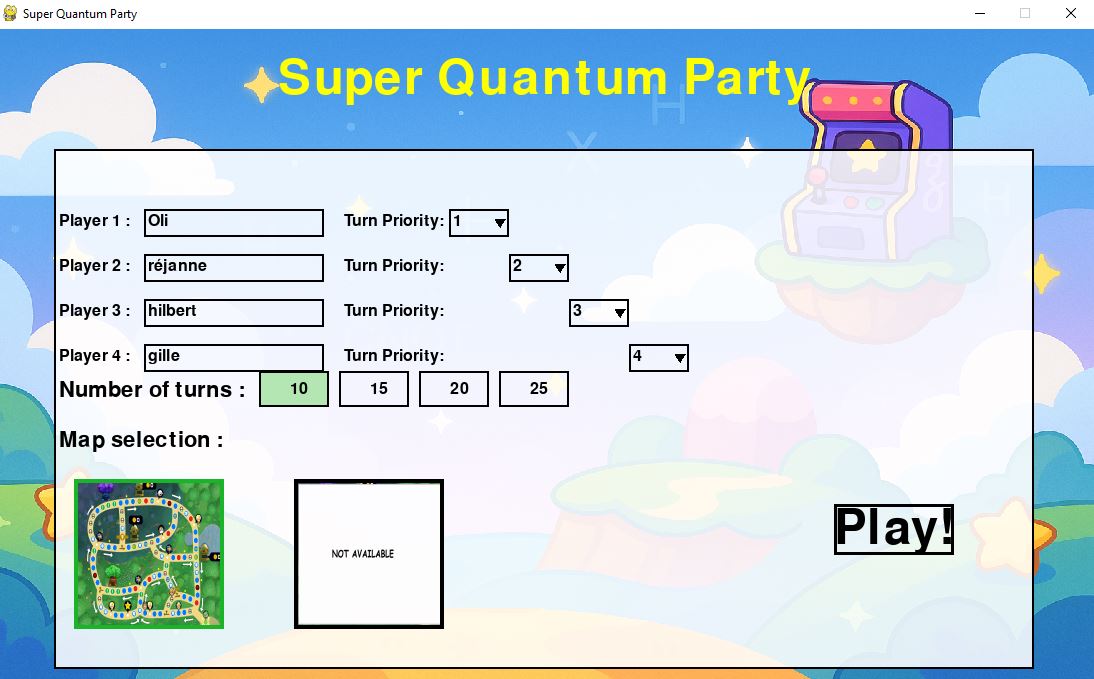 Super Quantum Party
Super Quantum Party
H
X
H
Player 1 : Oli Turn Priority: 1
Player 2 : réjanne Turn Priority: 2
Player 3 : hilbert Turn Priority: 3
Player 4 : gille Turn Priority: 4
Number of turns : 10 15 20 25
Map selection :
NOT AVAILABLE
Play!